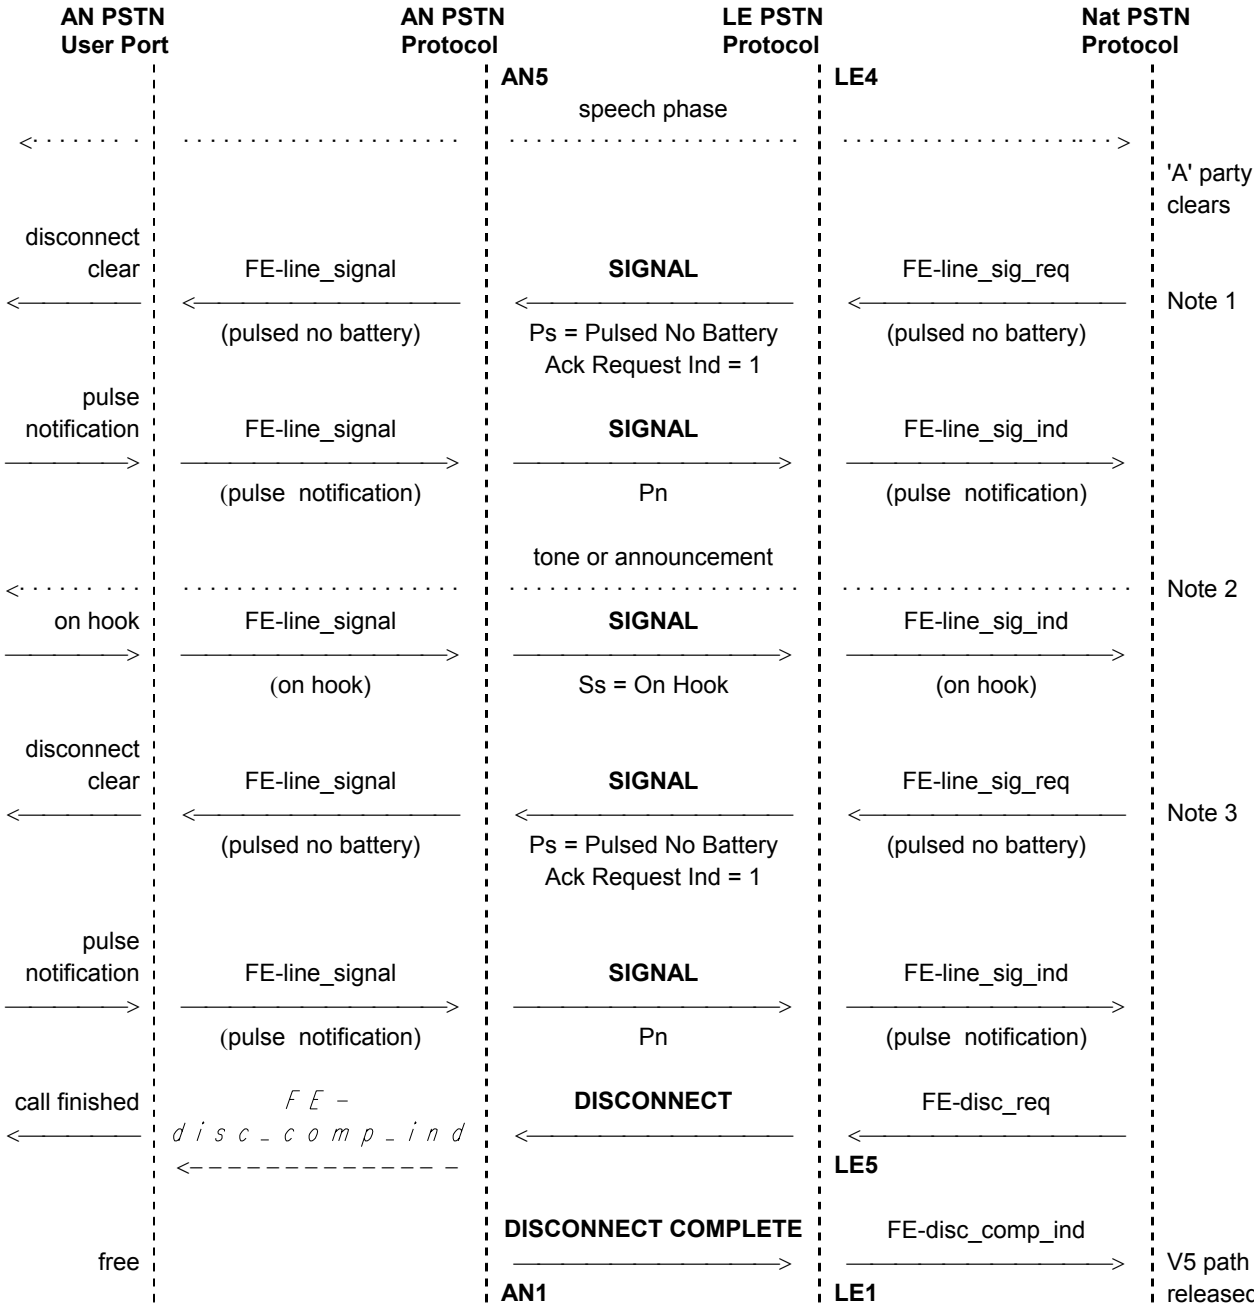 AN PSTN User Port
AN PSTN Protocol
LE PSTN Protocol
Nat PSTN Protocol
AN5
LE4
speech phase
'A' party
clears
disconnect
clear
FE-line_signal
SIGNAL
FE-line_sig_req
Note 1
(pulsed no battery)
Ps = Pulsed No Battery
(pulsed no battery)
Ack Request Ind = 1
pulse
notification
FE-line_signal
SIGNAL
FE-line_sig_ind
(pulse notification)
Pn
(pulse notification)
tone or announcement
Note 2
on hook
FE-line_signal
SIGNAL
FE-line_sig_ind
(on hook)
Ss = On Hook
(on hook)
disconnect
clear
FE-line_signal
SIGNAL
FE-line_sig_req
Note 3
(pulsed no battery)
Ps = Pulsed No Battery
(pulsed no battery)
Ack Request Ind = 1
pulse
notification
FE-line_signal
SIGNAL
FE-line_sig_ind
(pulse notification)
Pn
(pulse notification)
call finished
FE-
disc_comp_ind
DISCONNECT
FE-disc_req
LE5
DISCONNECT COMPLETE
FE-disc_comp_ind
free
V5 path
AN1
LE1
released